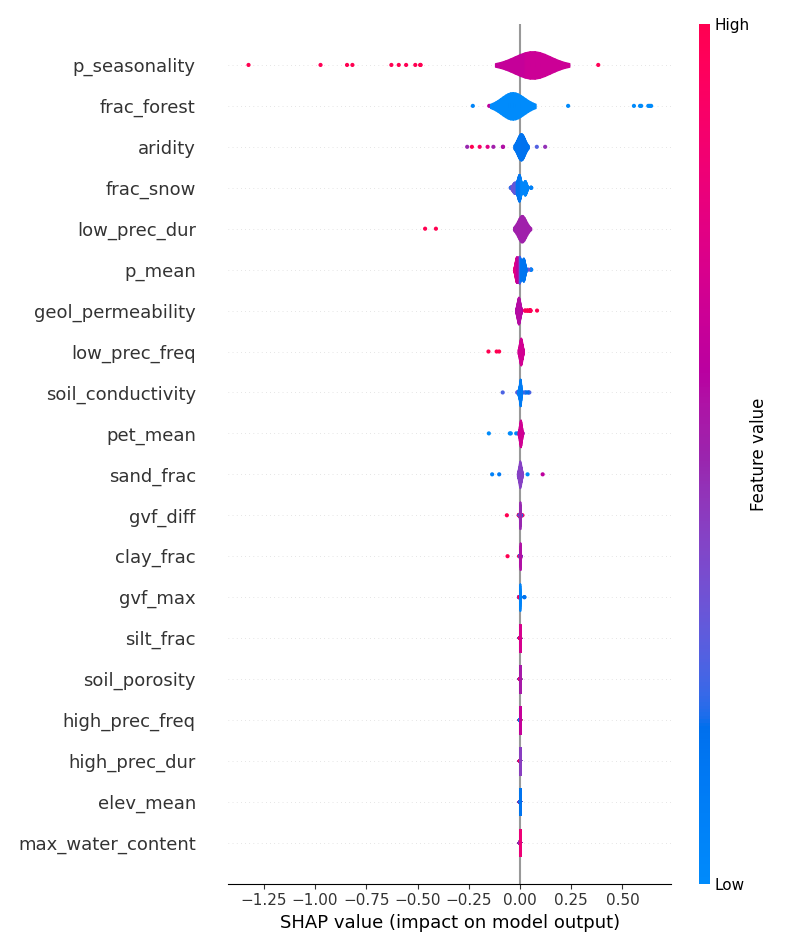 High
p_seasonality
frac_forest
aridity
frac_snow
low_prec_dur
p_mean
geol_permeability
low_prec_freq
soil_conductivity
pet_mean
sand_frac
gvf_diff
clay_frac
gvf_max
silt_frac
soil_porosity
high_prec_freq
high_prec_dur
elev_mean
max_water_content
Feature value
Low
−1.25 −1.00 −0.75 −0.50 −0.25 0.00 0.25 0.50
SHAP value (impact on model output)